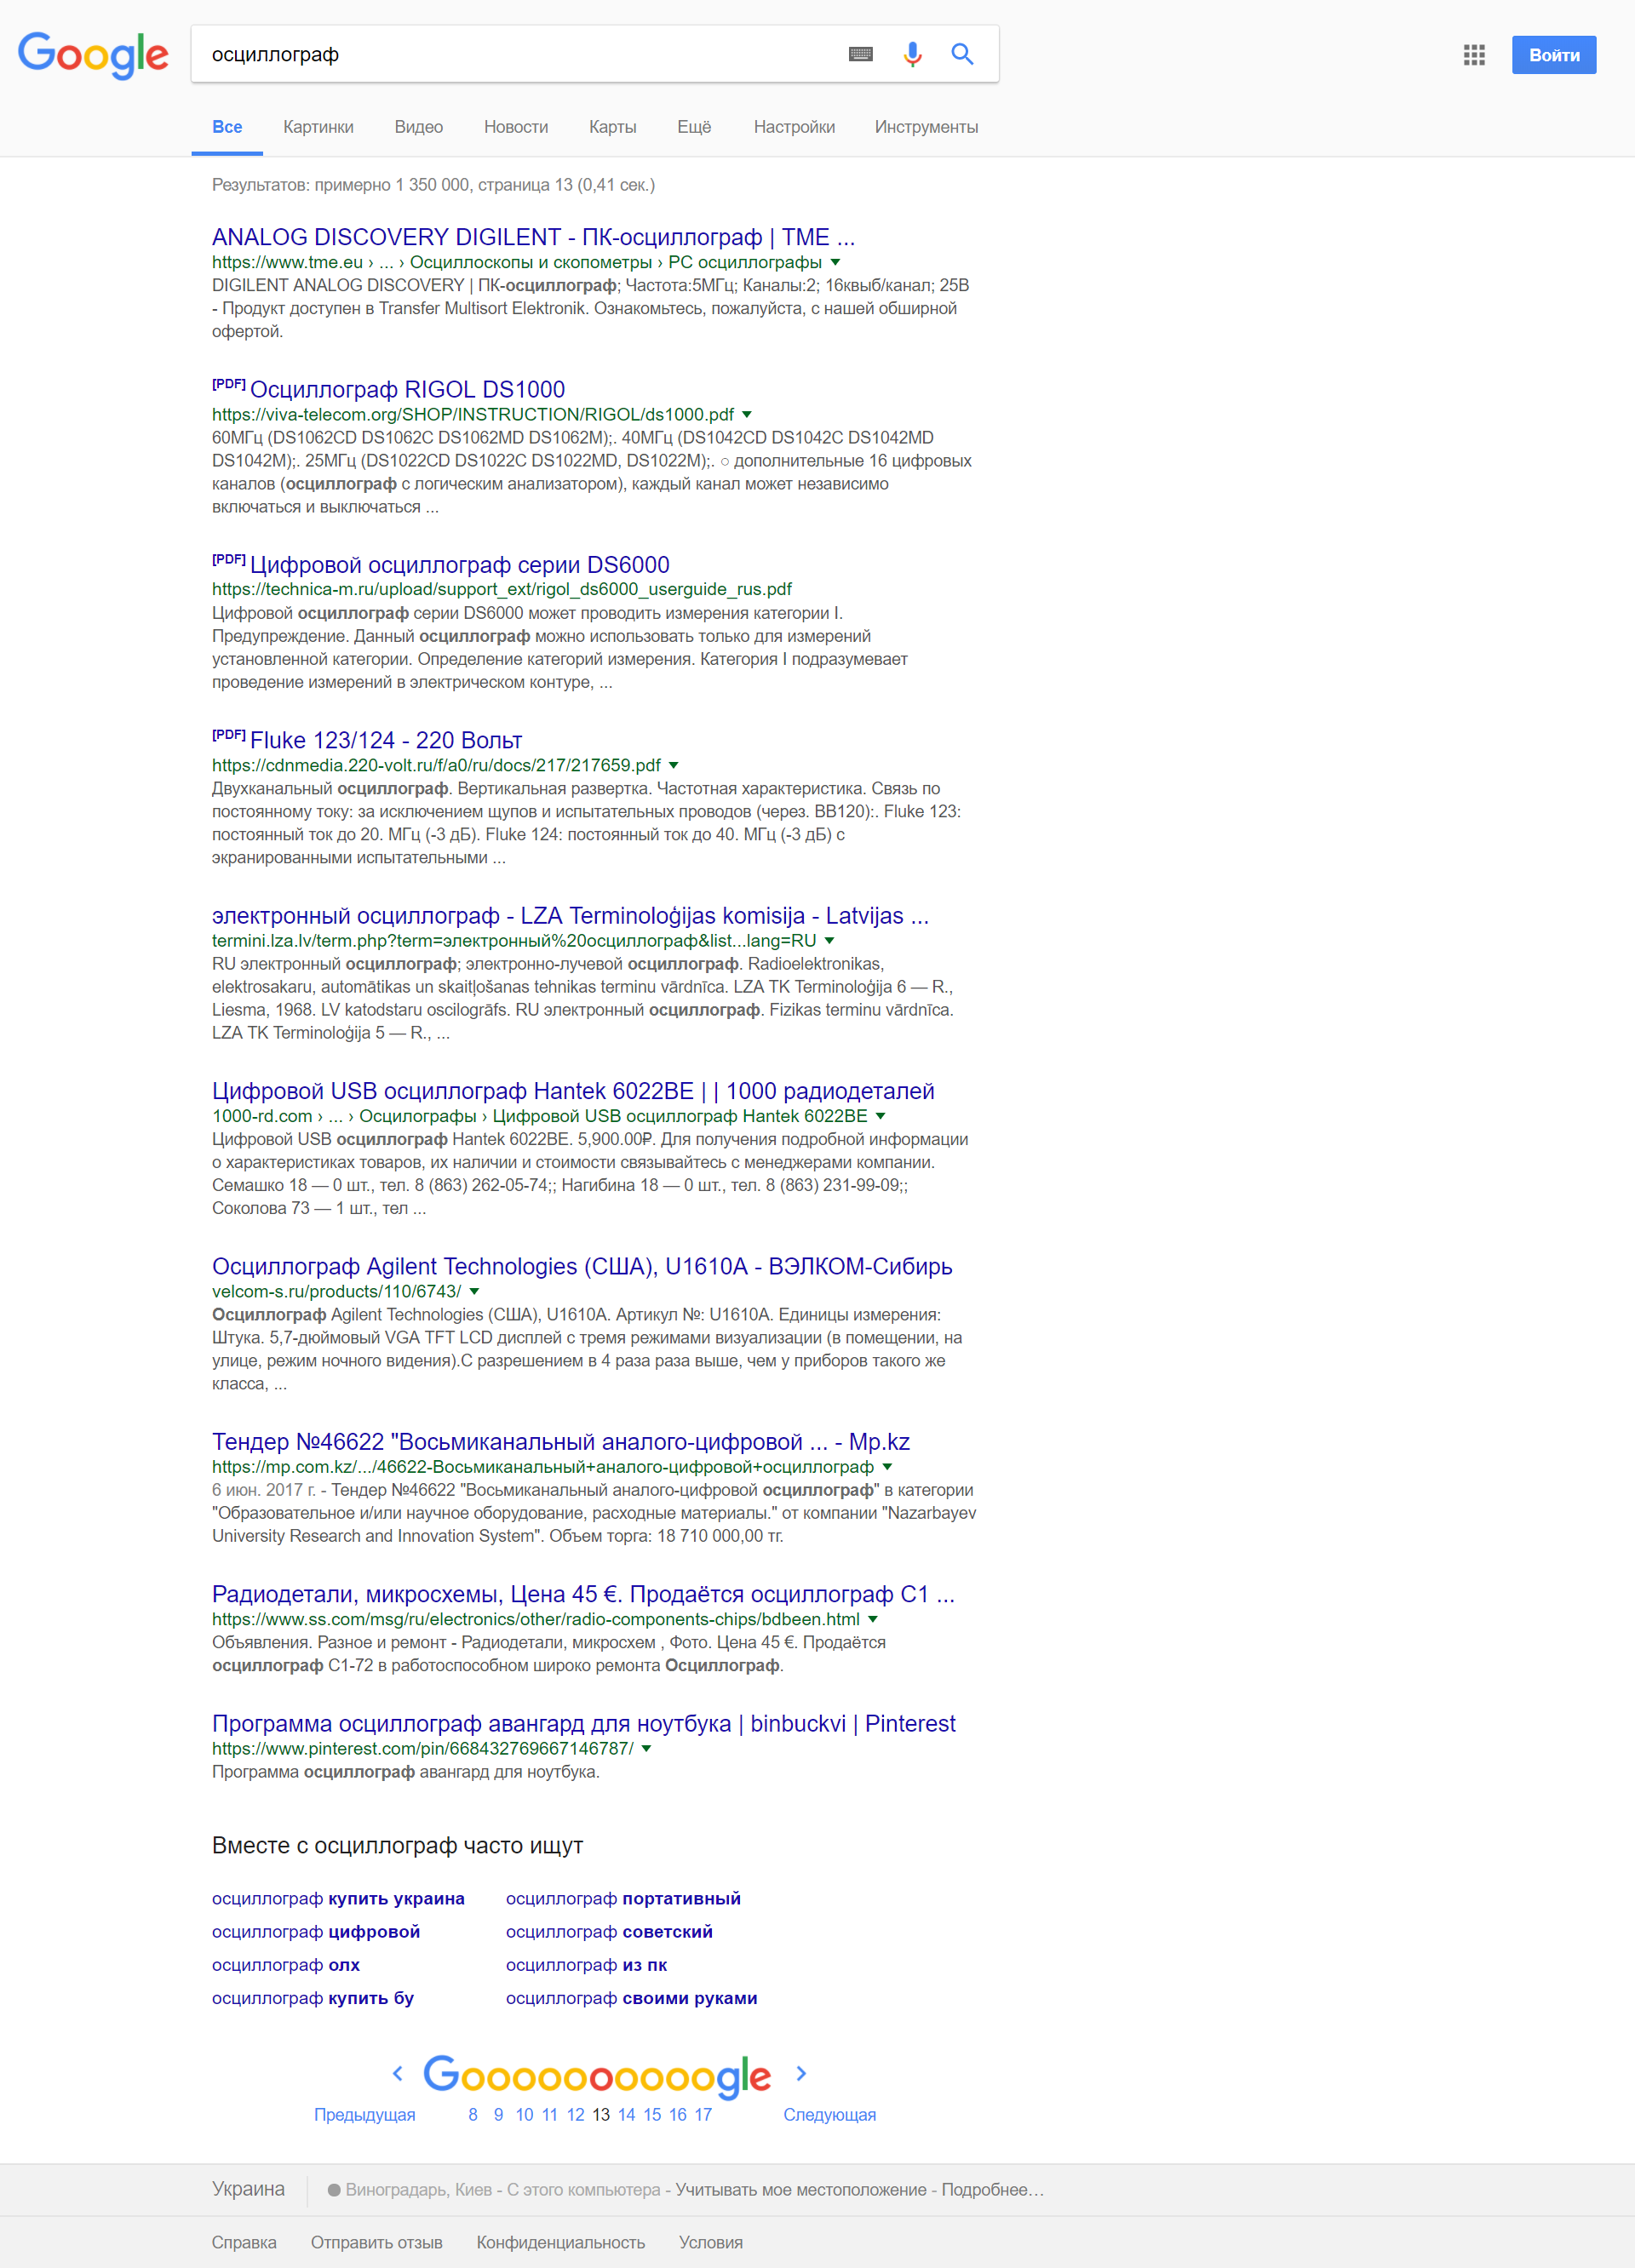 Google
осциллограф
Войти
Все Картинки Видео Новости Карты Ещё Настройки Инструменты
Результатов: примерно 1 350 000, страница 13 (0,41 сек.)
ANALOG DISCOVERY DIGILENT - ПК-осциллограф | TME ...
https://www.tme.eu › ... › Осциллоскопы и скопометры › PC осциллографы
DIGILENT ANALOG DISCOVERY | ПК-осциллограф; Частота:5МГц; Каналы:2; 16квыб/канал; 25В
- Продукт доступен в Transfer Multisort Elektronik. Ознакомьтесь, пожалуйста, с нашей обширной
офертой.
[PDF] Осциллограф RIGOL DS1000
https://viva-telecom.org/SHOP/INSTRUCTION/RIGOL/ds1000.pdf
60МГц (DS1062CD DS1062C DS1062MD DS1062M);. 40МГц (DS1042CD DS1042C DS1042MD
DS1042M);. 25МГц (DS1022CD DS1022C DS1022MD, DS1022M);. ○ дополнительные 16 цифровых
каналов (осциллограф с логическим анализатором), каждый канал может независимо
включаться и выключаться ...
[PDF] Цифровой осциллограф серии DS6000
https://technica-m.ru/upload/support_ext/rigol_ds6000_userguide_rus.pdf
Цифровой осциллограф серии DS6000 может проводить измерения категории I.
Предупреждение. Данный осциллограф можно использовать только для измерений
установленной категории. Определение категорий измерения. Категория I подразумевает
проведение измерений в электрическом контуре, ...
[PDF] Fluke 123/124 - 220 Вольт
https://cdnmedia.220-volt.ru/f/a0/ru/docs/217/217659.pdf
Двухканальный осциллограф. Вертикальная развертка. Частотная характеристика. Связь по
постоянному току: за исключением щупов и испытательных проводов (через. BB120):. Fluke 123:
постоянный ток до 20. МГц (-3 дБ). Fluke 124: постоянный ток до 40. МГц (-3 дБ) с
экранированными испытательными ...
электронный осциллограф - LZA Terminoloģijas komisija - Latvijas ...
termini.lza.lv/term.php?term=электронный%20осциллограф&list...lang=RU
RU электронный осциллограф; электронно-лучевой осциллограф. Radioelektronikas,
elektrosakaru, automātikas un skaitļošanas tehnikas terminu vārdnīca. LZA TK Terminoloģija 6 — R.,
Liesma, 1968. LV katodstaru oscilogrāfs. RU электронный осциллограф. Fizikas terminu vārdnīca.
LZA TK Terminoloģija 5 — R., ...
Цифровой USB осциллограф Hantek 6022BE | | 1000 радиодеталей
1000-rd.com › ... › Осцилографы › Цифровой USB осциллограф Hantek 6022BE
Цифровой USB осциллограф Hantek 6022BE. 5,900.00₽. Для получения подробной информации
о характеристиках товаров, их наличии и стоимости связывайтесь с менеджерами компании.
Семашко 18 — 0 шт., тел. 8 (863) 262-05-74;; Нагибина 18 — 0 шт., тел. 8 (863) 231-99-09;;
Соколова 73 — 1 шт., тел ...
Осциллограф Agilent Technologies (США), U1610A - ВЭЛКОМ-Сибирь
velcom-s.ru/products/110/6743/
Осциллограф Agilent Technologies (США), U1610A. Артикул №: U1610A. Единицы измерения:
Штука. 5,7-дюймовый VGA TFT LCD дисплей с тремя режимами визуализации (в помещении, на
улице, режим ночного видения).С разрешением в 4 раза раза выше, чем у приборов такого же
класса, ...
Тендер №46622 "Восьмиканальный аналого-цифровой ... - Mp.kz
https://mp.com.kz/.../46622-Восьмиканальный+аналого-цифровой+осциллограф
6 июн. 2017 г. - Тендер №46622 "Восьмиканальный аналого-цифровой осциллограф" в категории
"Образовательное и/или научное оборудование, расходные материалы." от компании "Nazarbayev
University Research and Innovation System". Объем торга: 18 710 000,00 тг.
Радиодетали, микросхемы, Цена 45 €. Продаётся осциллограф С1 ...
https://www.ss.com/msg/ru/electronics/other/radio-components-chips/bdbeen.html
Объявления. Разное и ремонт - Радиодетали, микросхем , Фото. Цена 45 €. Продаётся
осциллограф С1-72 в работоспособном широко ремонта Осциллограф.
Программа осциллограф авангард для ноутбука | binbuckvi | Pinterest
https://www.pinterest.com/pin/668432769667146787/
Программа осциллограф авангард для ноутбука.
Вместе с осциллограф часто ищут
осциллограф купить украина осциллограф портативный
осциллограф цифровой осциллограф советский
осциллограф олх осциллограф из пк
осциллограф купить бу осциллограф своими руками
Goooooooooogle
Предыдущая 8 9 10 11 12 13 14 15 16 17 Следующая
Украина Виноградарь, Киев - С этого компьютера - Учитывать мое местоположение - Подробнее…
Справка Отправить отзыв Конфиденциальность Условия